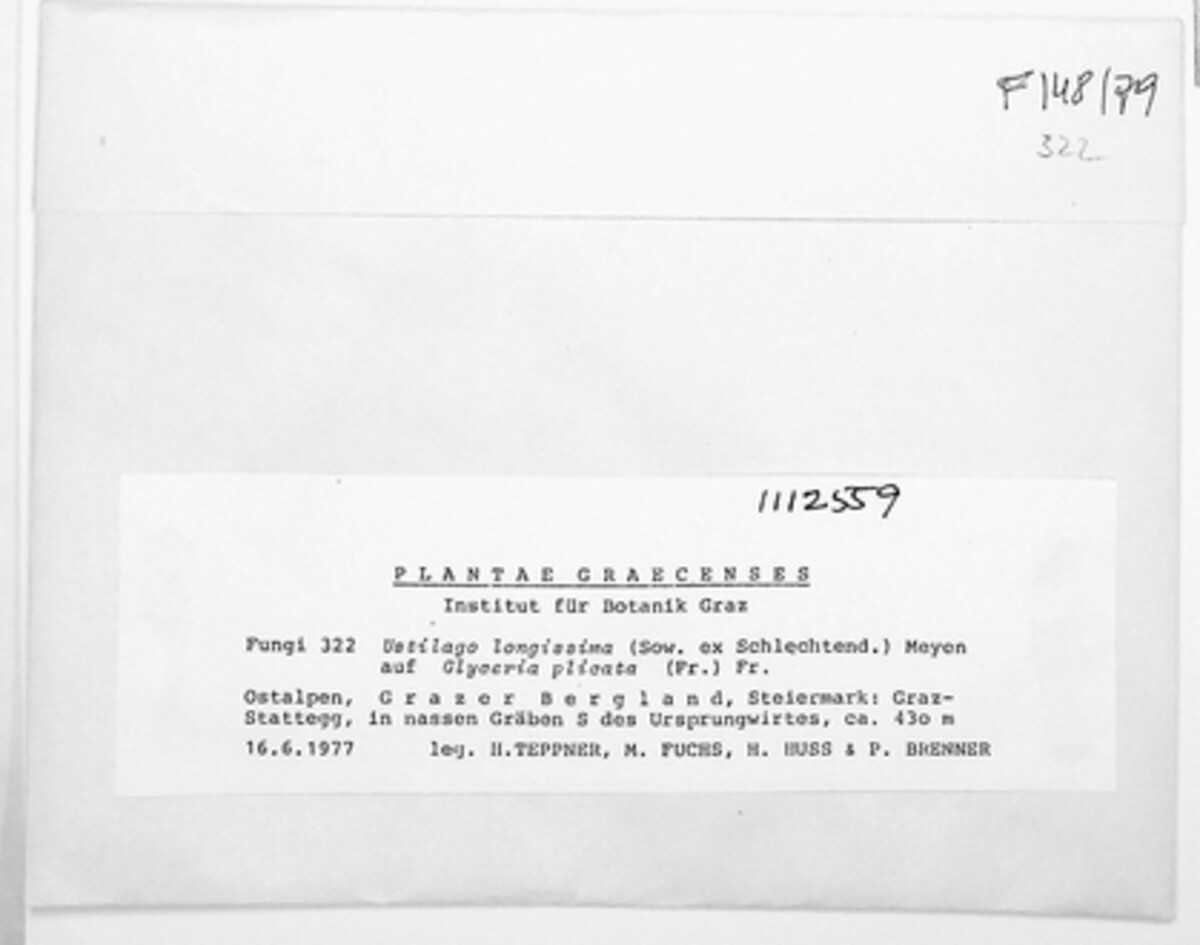 F148/79
322
1112559
PLANTAE GRAECENSES
Institut für Botanik Graz
Fungi 322 Ustilago longissima (Sow. ex Schlechtend.) Meyen
auf Glyceria plicata (Fr.) Fr.
Ostalpen, Grazer Bergland, Steiermark: Graz-
Stattegg, in nassen Gräben S des Ursprungwirtes, ca. 43o m
16.6.1977 leg. H.TEPPNER, M. FUCHS, H. HUSS & P. BRENNER